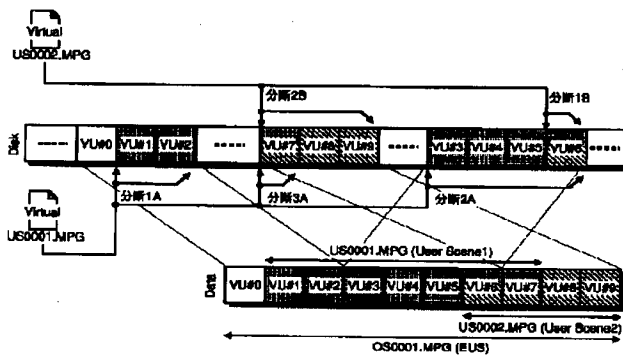 Virtual
US0002.MPG
分断2B
分断1B
Disk
VU#0
VU#1
VU#2
VU#7
VU#8
VU#9
VU#3
VU#4
VU#5
VU#6
Virtual
US0001.MPG
分断1A
分断3A
分断2A
US0001.MPG (User Scene1)
Data
VU#0
VU#1
VU#2
VU#3
VU#4
VU#5
VU#6
VU#7
VU#8
VU#9
US0002.MPG (User Scene2)
OS0001.MPG (EUS)